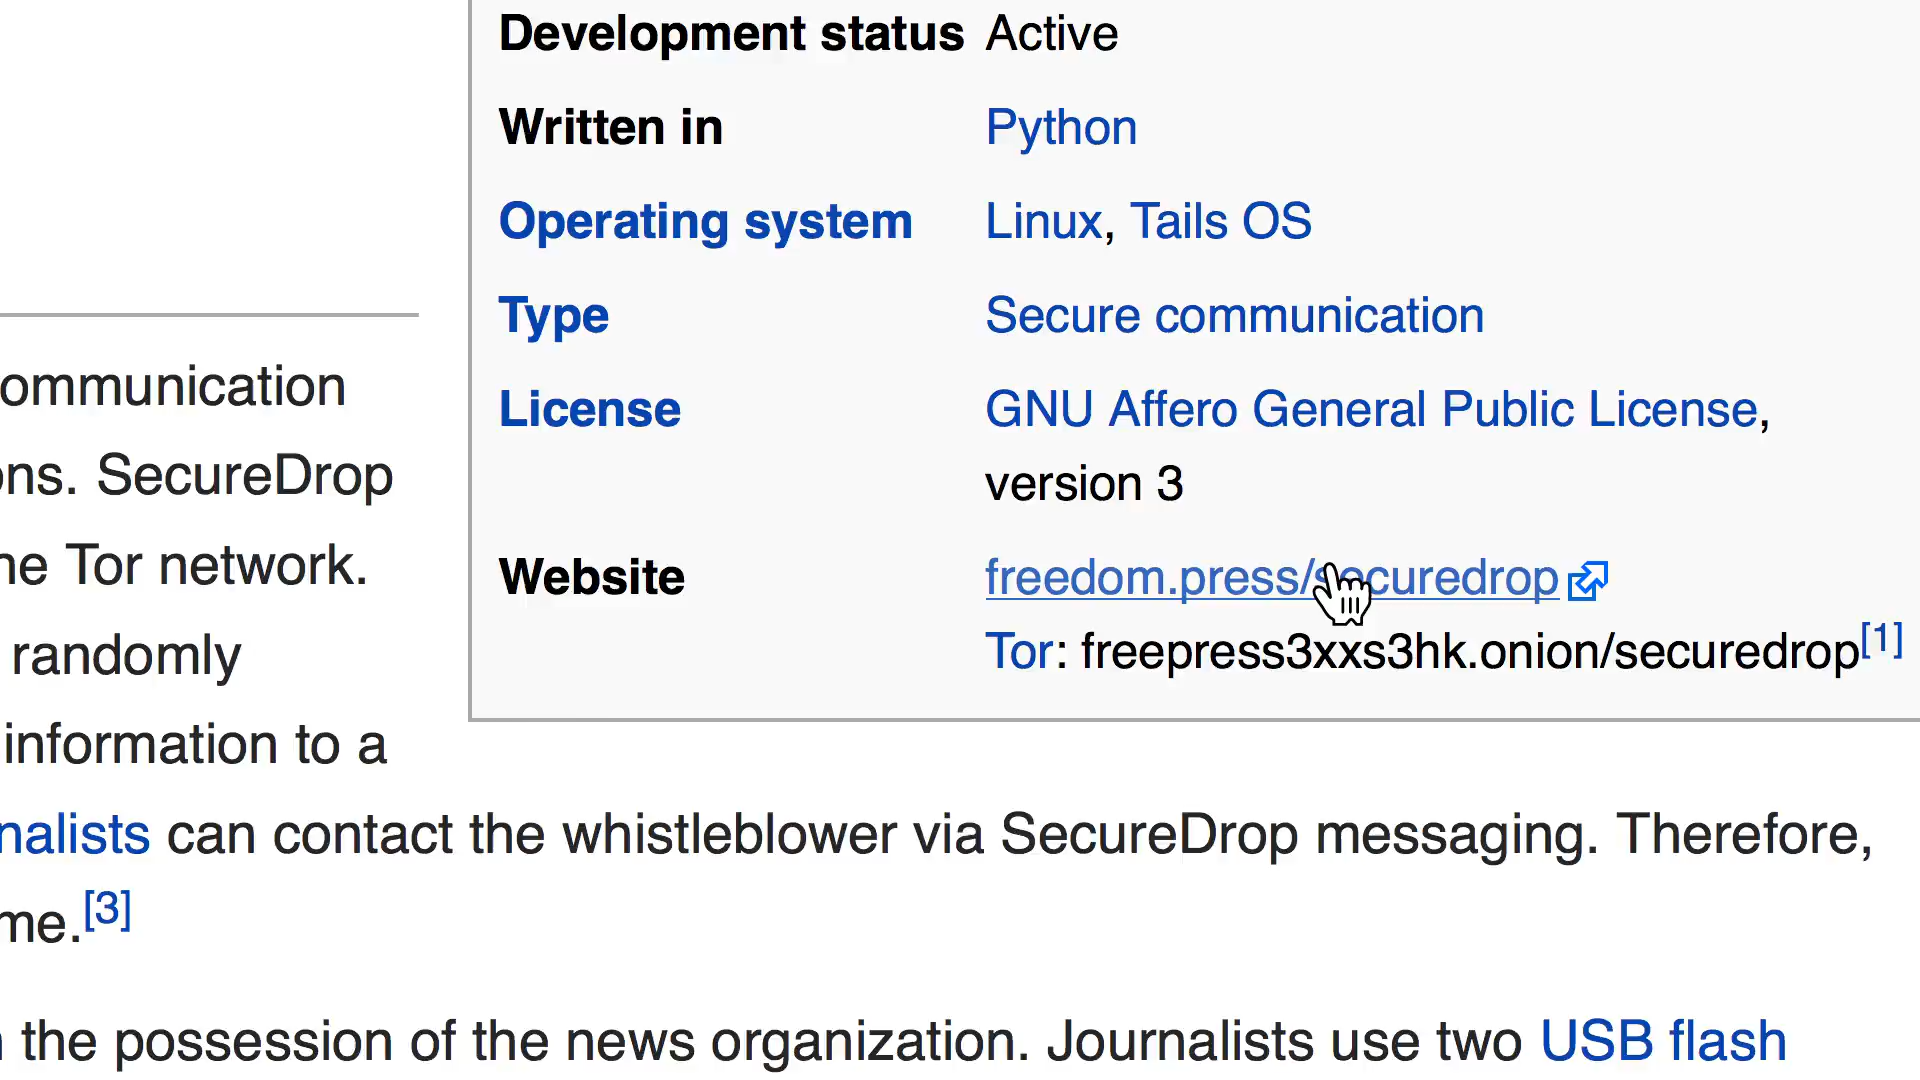 Development status Active
Written in Python
Operating system Linux, Tails OS
Type Secure communication
License GNU Affero General Public License,
version 3
Website freedom.press/securedrop
Tor: freepress3xxs3hk.onion/securedrop[1]
ommunication
ns. SecureDrop
he Tor network.
randomly
information to a
nalists can contact the whistleblower via SecureDrop messaging. Therefore,
me.[3]
the possession of the news organization. Journalists use two USB flash